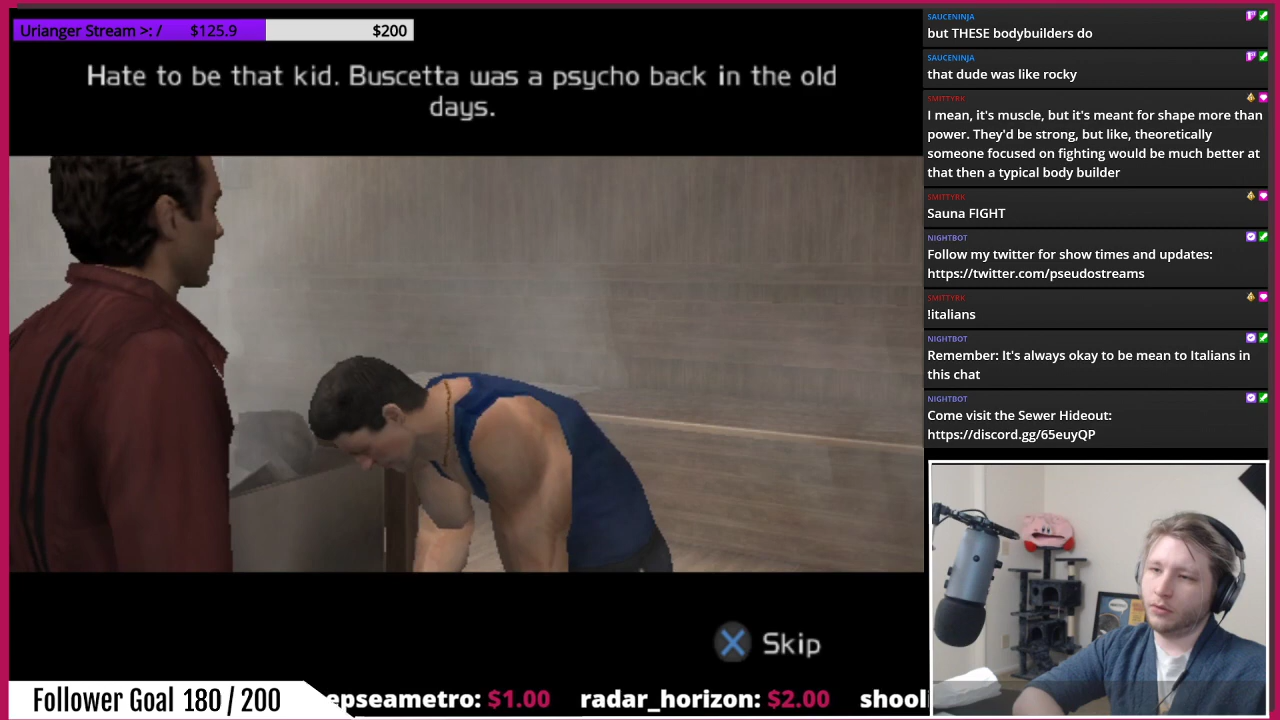 Urianger Stream >: / $125.9 $200
Hate to be that kid. Buscetta was a psycho back in the old
days.
Skip
Follower Goal 180 / 200
epseametro: $1.00 radar_horizon: $2.00 shooli
SAUCENINJA
but THESE bodybuilders do
SAUCENINJA
that dude was like rocky
SMITTYRK
I mean, it's muscle, but it's meant for shape more than
power. They'd be strong, but like, theoretically
someone focused on fighting would be much better at
that then a typical body builder
SMITTYRK
Sauna FIGHT
NIGHTBOT
Follow my twitter for show times and updates:
https://twitter.com/pseudostreams
SMITTYRK
!italians
NIGHTBOT
Remember: It's always okay to be mean to Italians in
this chat
NIGHTBOT
Come visit the Sewer Hideout:
https://discord.gg/65euyQP